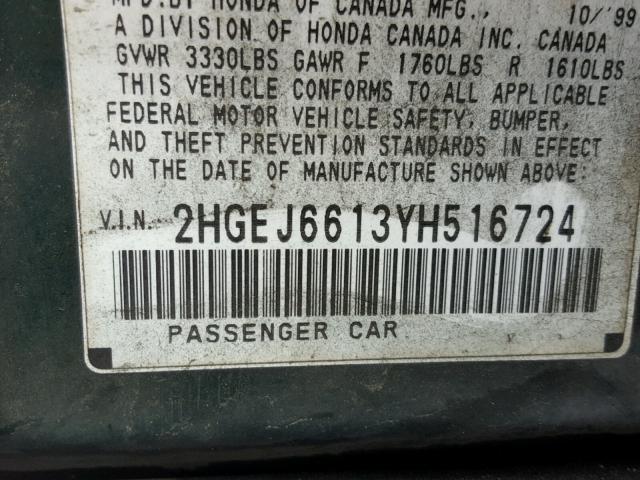 MFD.BY HONDA OF CANADA MFG., 10/'99
A DIVISION OF HONDA CANADA INC. CANADA
GVWR 3330LBS GAWR F 1760LBS R 1610LBS
THIS VEHICLE CONFORMS TO ALL APPLICABLE
FEDERAL MOTOR VEHICLE SAFETY, BUMPER,
AND THEFT PREVENTION STANDARDS IN EFFECT
ON THE DATE OF MANUFACTURE SHOWN ABOVE:
V.I.N. 2HGEJ6613YH516724
PASSENGER CAR